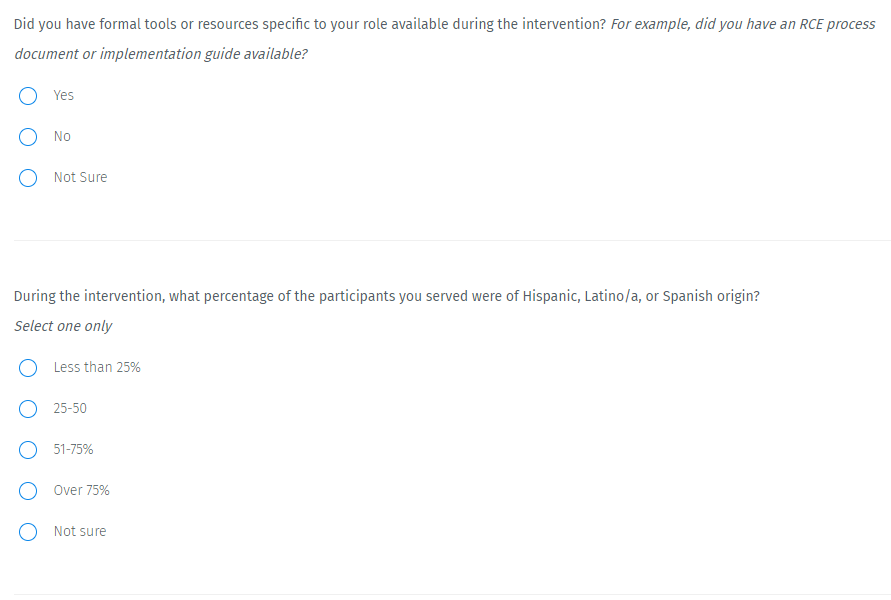 Did you have formal tools or resources specific to your role available during the intervention? For example, did you have an RCE process
document or implementation guide available?
Yes
No
Not Sure
During the intervention, what percentage of the participants you served were of Hispanic, Latino/a, or Spanish origin?
Select one only
Less than 25%
25-50
51-75%
Over 75%
Not sure